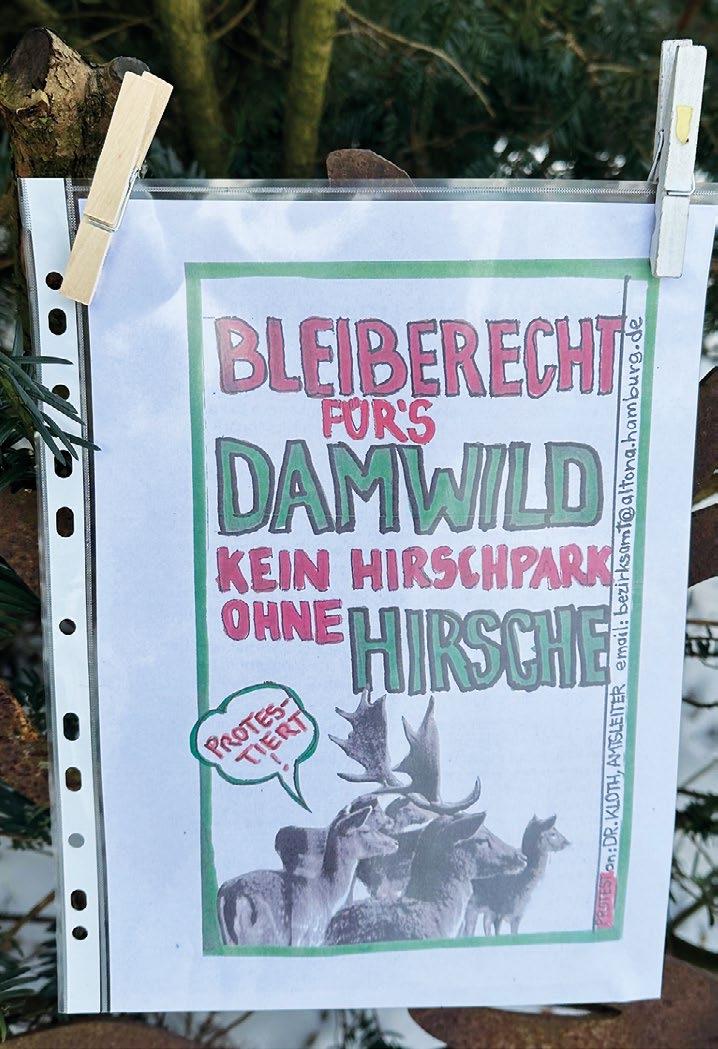 BLEIBERECHT
FÜR'S
DAMWILD
KEIN HIRSCHPARK
OHNE HIRSCHE
PROTES-
TIERT
!
PROTEST an: DR. KLOTH, AMTSLEITER email: bezirksamt@altona.hamburg.de